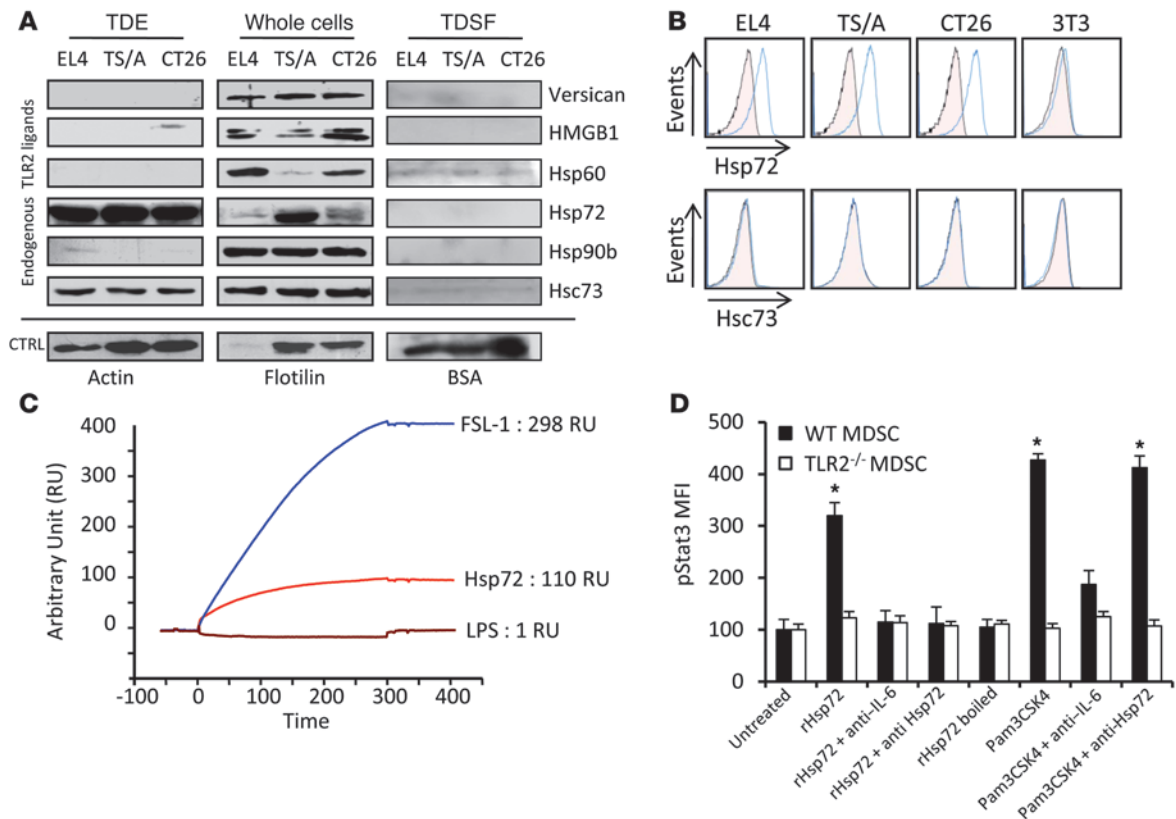 A
TDE Whole cells TDSF
EL4 TS/A CT26 EL4 TS/A CT26 EL4 TS/A CT26
Endogenous TLR2 ligands
Versican
HMGB1
Hsp60
Hsp72
Hsp90b
Hsc73
CTRL
Actin Flotilin BSA
B
EL4 TS/A CT26 3T3
Events
Hsp72
Events
Hsc73
C
Arbitrary Unit (RU)
400
300
200
100
0
-100 0 100 200 300 400
Time
FSL-1 : 298 RU
Hsp72 : 110 RU
LPS : 1 RU
D
pStat3 MFI
500
400
300
200
100
0
WT MDSC
TLR2-/- MDSC
* * *
Untreated
rHsp72
rHsp72 + anti-IL-6
rHsp72 + anti Hsp72
rHsp72 boiled
Pam3CSK4
Pam3CSK4 + anti-IL-6
Pam3CSK4 + anti-Hsp72